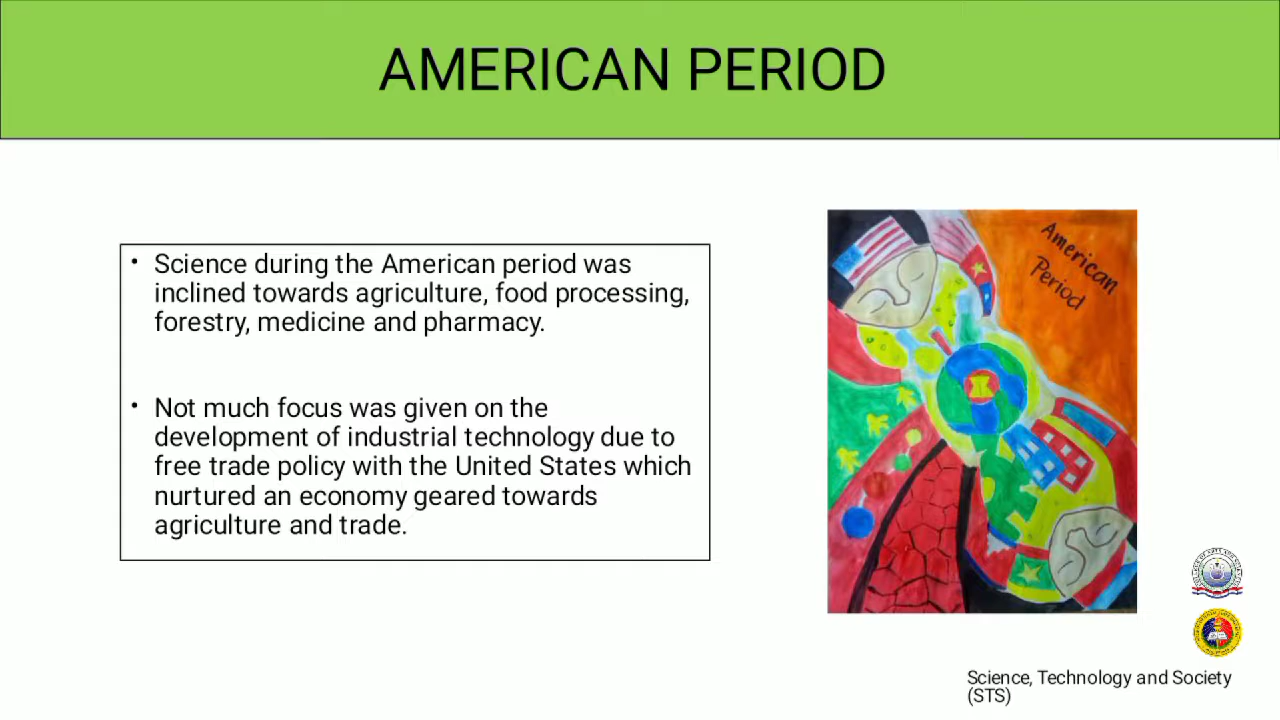 AMERICAN PERIOD
• Science during the American period was
inclined towards agriculture, food processing,
forestry, medicine and pharmacy.
• Not much focus was given on the
development of industrial technology due to
free trade policy with the United States which
nurtured an economy geared towards
agriculture and trade.
American
Period
Science, Technology and Society
(STS)